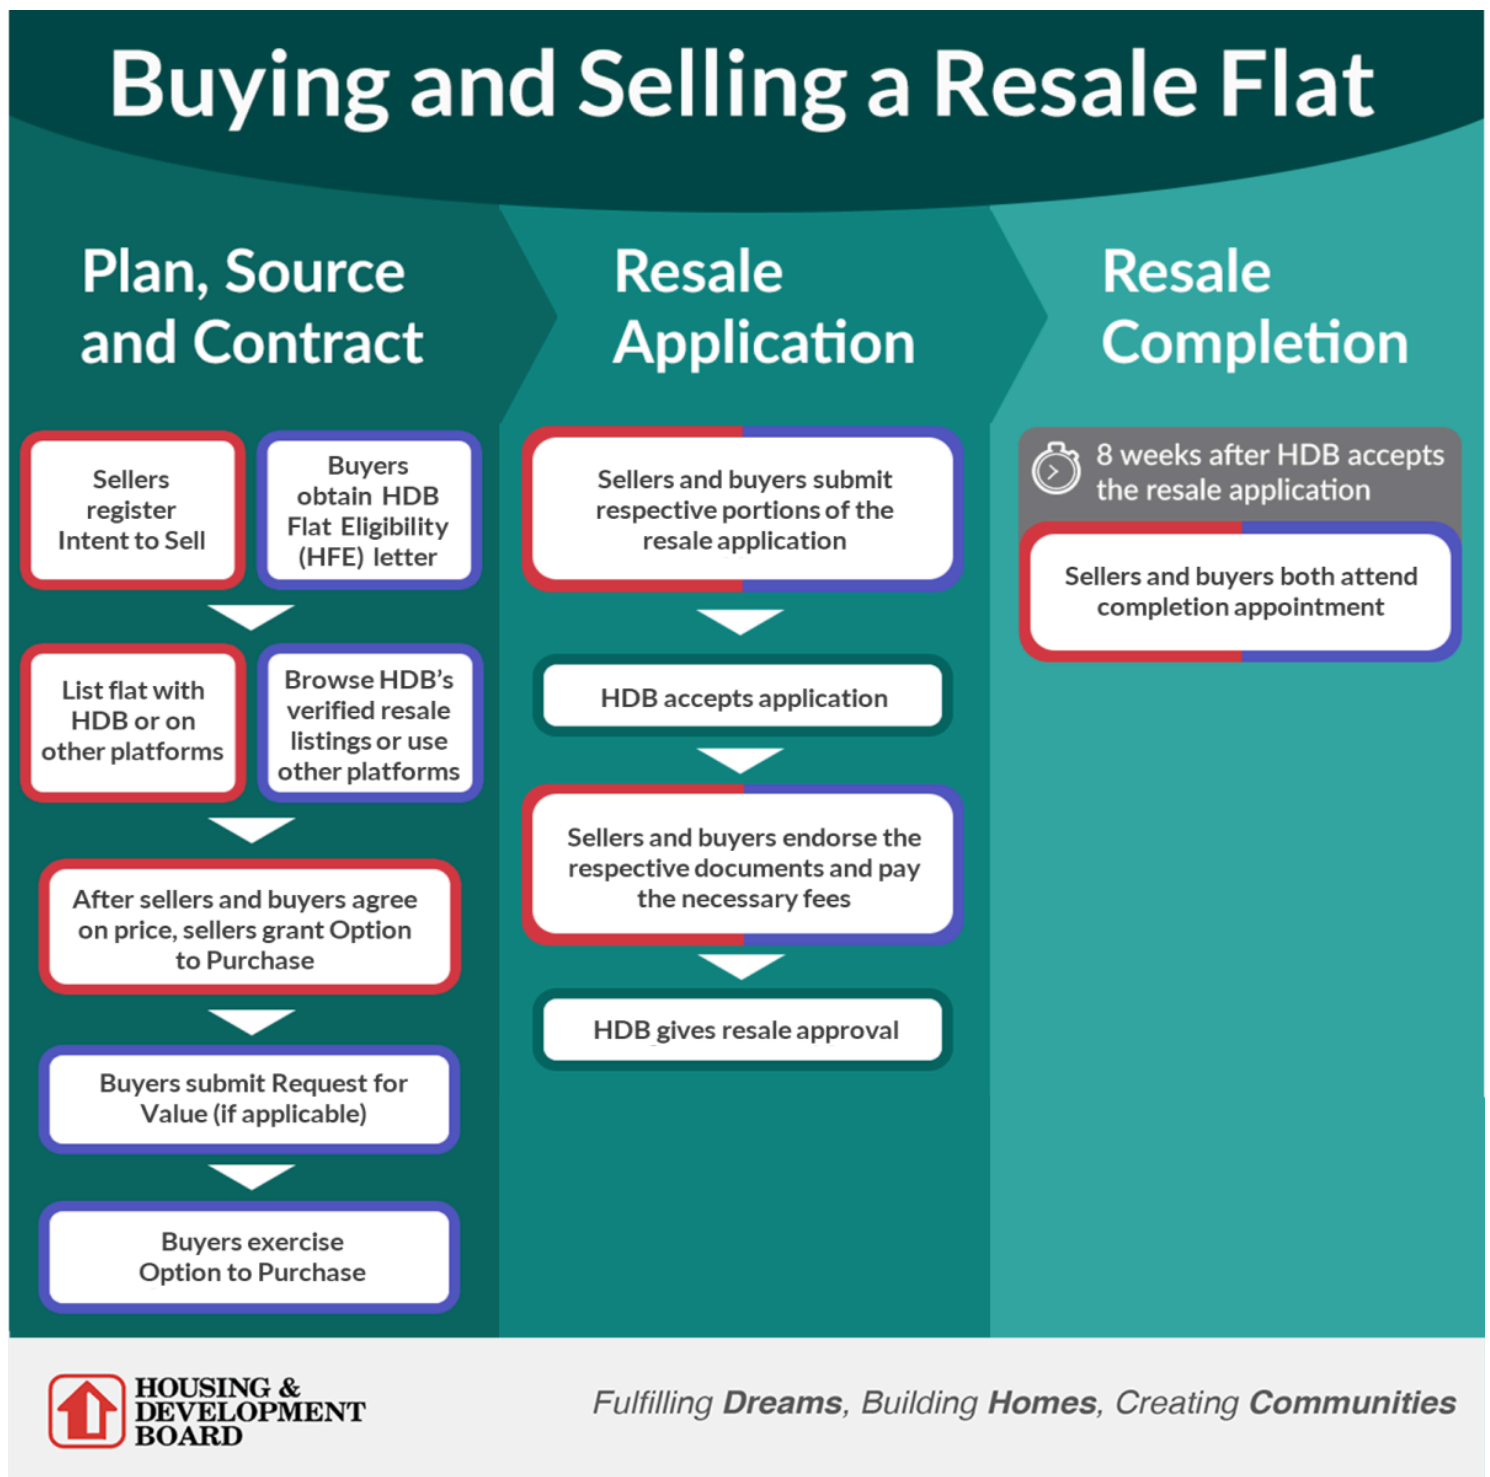 Buying and Selling a Resale Flat
Plan, Source
and Contract
Sellers
register
Intent to Sell
Buyers
obtain HDB
Flat Eligibility
(HFE) letter
List flat with
HDB or on
other platforms
Browse HDB's
verified resale
listings or use
other platforms
After sellers and buyers agree
on price, sellers grant Option
to Purchase
Buyers submit Request for
Value (if applicable)
Buyers exercise
Option to Purchase
Resale
Application
Sellers and buyers submit
respective portions of the
resale application
HDB accepts application
Sellers and buyers endorse the
respective documents and pay
the necessary fees
HDB gives resale approval
Resale
Completion
8 weeks after HDB accepts
the resale application
Sellers and buyers both attend
completion appointment
HOUSING &
DEVELOPMENT
BOARD
Fulfilling Dreams, Building Homes, Creating Communities